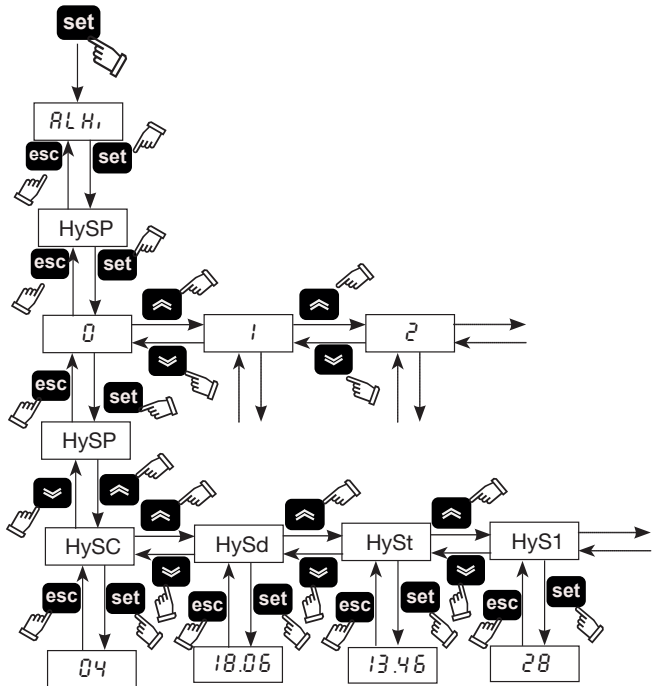 set
ALHi
esc set
HySP
esc set
0 1 2
esc set
HySP
HySC HySd HySt HyS1
esc set esc set esc set esc set
04 18.06 13.46 28